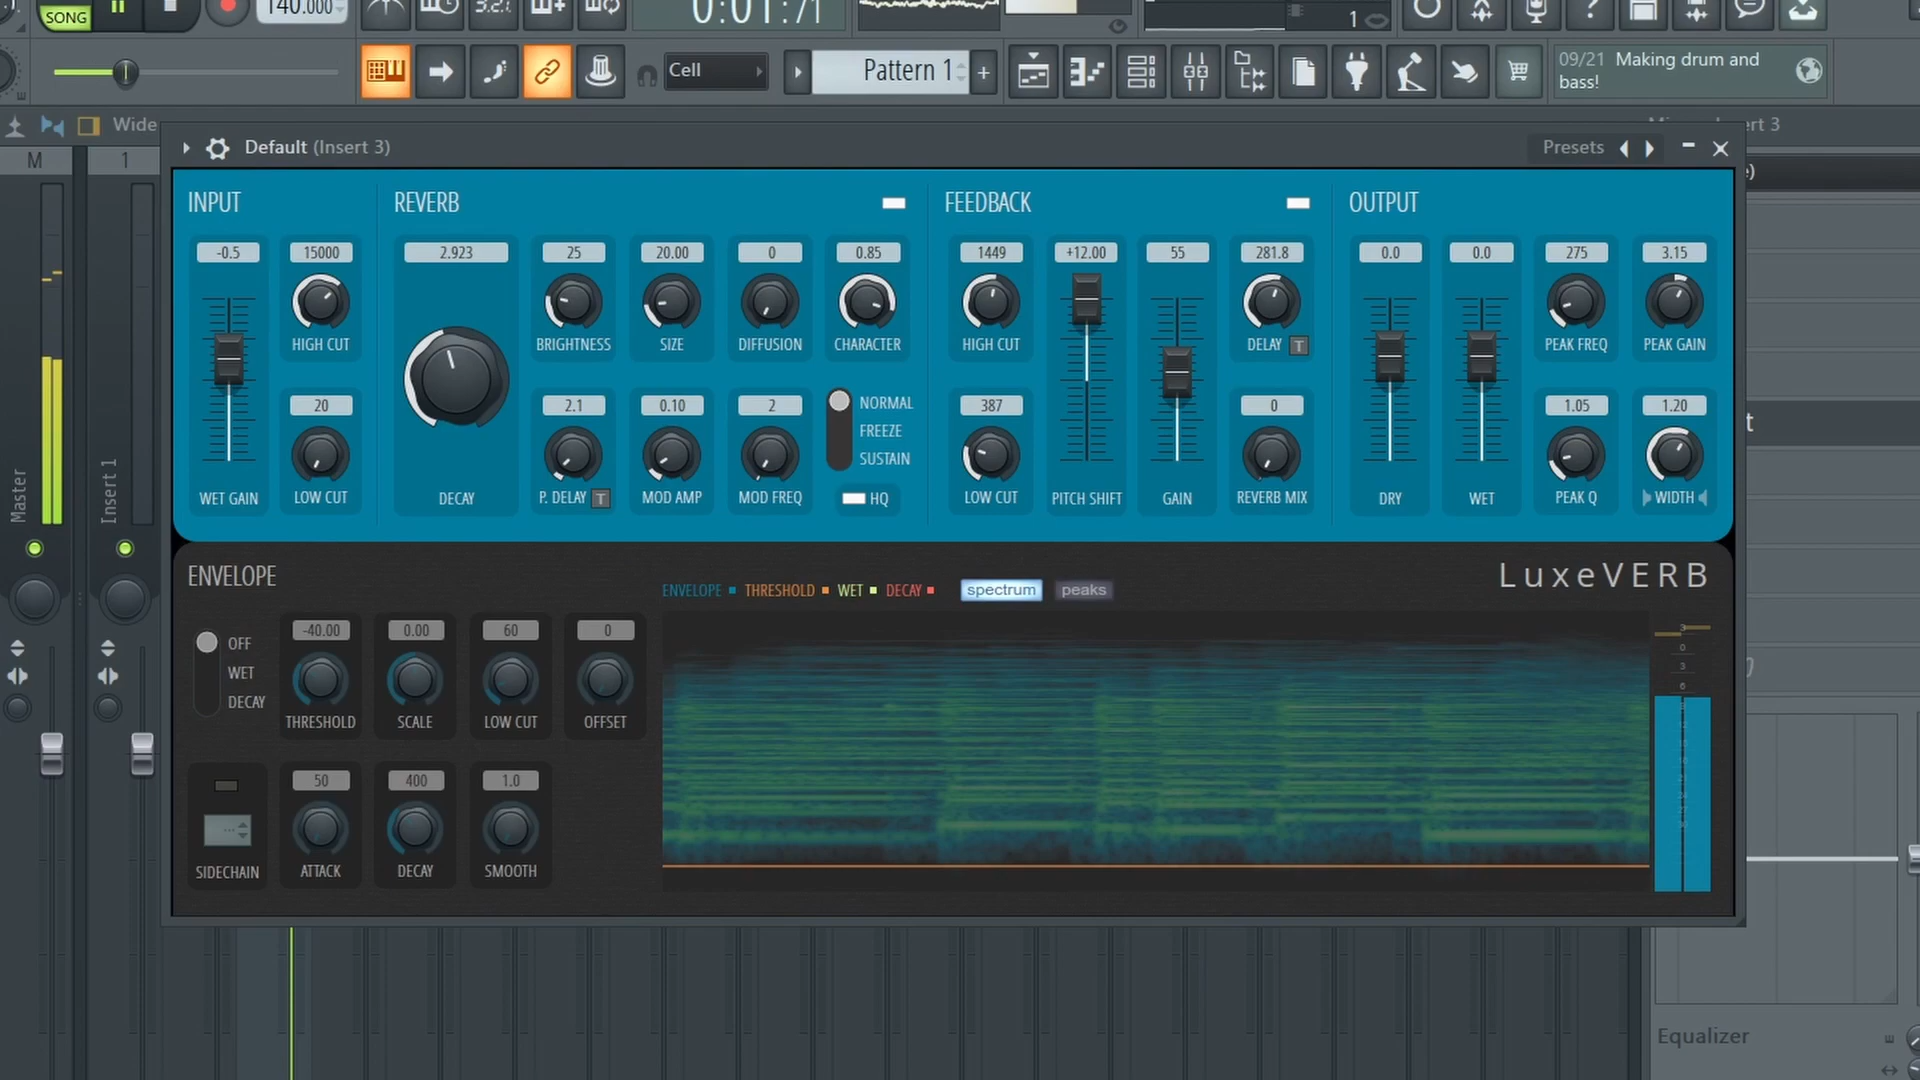 SONG
140.000
3.2.1
0:01:71
1
Cell
Pattern 1
+
09/21 Making drum and
bass!
Wide
M
1
Master
Insert 1
Default (Insert 3)
Presets
INPUT
-0.5
15000
HIGH CUT
20
WET GAIN
LOW CUT
REVERB
2.923
DECAY
25
BRIGHTNESS
20.00
SIZE
0
DIFFUSION
0.85
CHARACTER
2.1
P. DELAY T
0.10
MOD AMP
2
MOD FREQ
NORMAL
FREEZE
SUSTAIN
HQ
FEEDBACK
1449
HIGH CUT
387
LOW CUT
+12.00
PITCH SHIFT
55
GAIN
281.8
DELAY T
0
REVERB MIX
OUTPUT
0.0
DRY
0.0
WET
275
PEAK FREQ
3.15
PEAK GAIN
1.05
PEAK Q
1.20
WIDTH
ENVELOPE
OFF
WET
DECAY
-40.00
THRESHOLD
0.00
SCALE
60
LOW CUT
0
OFFSET
SIDECHAIN
50
ATTACK
400
DECAY
1.0
SMOOTH
ENVELOPE THRESHOLD WET DECAY
spectrum peaks
LuxeVERB
3
0
3
6
Equalizer